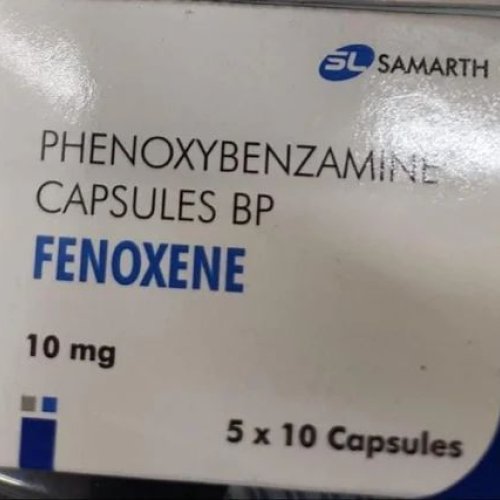 SL SAMARTH
PHENOXYBENZAMINE
CAPSULES BP
FENOXENE
10 mg
5 x 10 Capsules